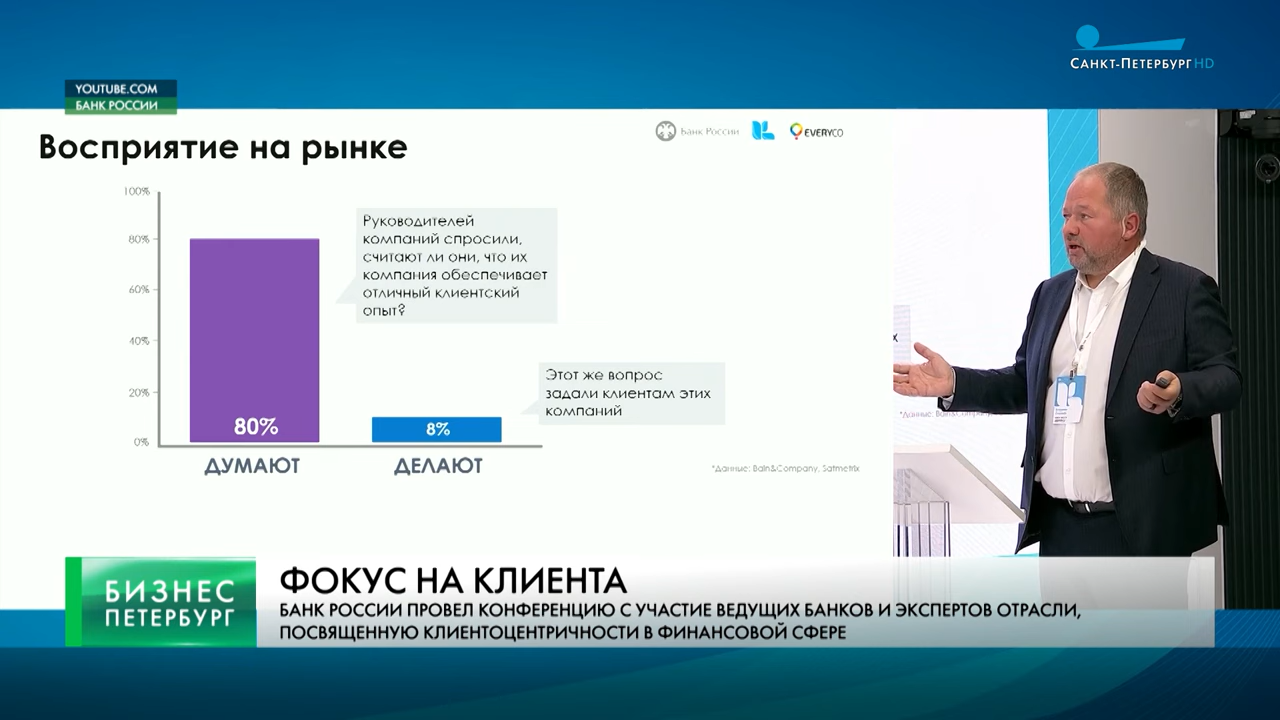 САНКТ-ПЕТЕРБУРГ HD
YOUTUBE.COM
БАНК РОССИИ
Восприятие на рынке
Банк России
EVERYCO
100%
80%
60%
40%
20%
0%
Руководителей
компаний спросили,
считают ли они, что их
компания обеспечивает
отличный клиентский
опыт?
Этот же вопрос
задали клиентам этих
компаний
80%
8%
ДУМАЮТ
ДЕЛАЮТ
*Данные: Bain&Company, Satmetrix
*Данные:
БИЗНЕС
ПЕТЕРБУРГ
ФОКУС НА КЛИЕНТА
БАНК РОССИИ ПРОВЕЛ КОНФЕРЕНЦИЮ С УЧАСТИЕ ВЕДУЩИХ БАНКОВ И ЭКСПЕРТОВ ОТРАСЛИ,
ПОСВЯЩЕННУЮ КЛИЕНТОЦЕНТРИЧНОСТИ В ФИНАНСОВОЙ СФЕРЕ